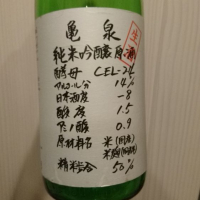 亀泉
生
純米吟醸原酒
酵母 CEL-24
アルコール分 14%
日本酒度 -8
酸度 1.5
アミノ酸 0.9
原材料名 米(国産)
米麹(国産米)
精米歩合 50%